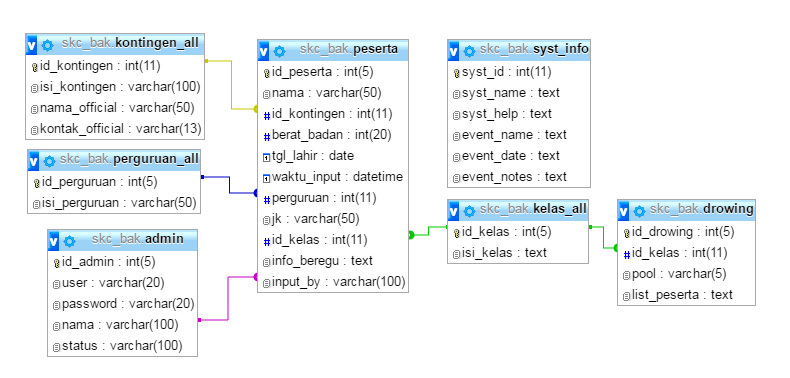 skc_bak.kontingen_all
id_kontingen : int(11)
isi_kontingen : varchar(100)
nama_official : varchar(50)
kontak_official : varchar(13)
skc_bak.perguruan_all
id_perguruan : int(5)
isi_perguruan : varchar(50)
skc_bak.admin
id_admin : int(5)
user : varchar(20)
password : varchar(20)
nama : varchar(100)
status : varchar(100)
skc_bak.peserta
id_peserta : int(5)
nama : varchar(50)
id_kontingen : int(11)
berat_badan : int(20)
tgl_lahir : date
waktu_input : datetime
perguruan : int(11)
jk : varchar(50)
id_kelas : int(11)
info_beregu : text
input_by : varchar(100)
skc_bak.syst_info
syst_id : int(11)
syst_name : text
syst_help : text
event_name : text
event_date : text
event_notes : text
skc_bak.kelas_all
id_kelas : int(5)
isi_kelas : text
skc_bak.drowing
id_drowing : int(5)
id_kelas : int(11)
pool : varchar(5)
list_peserta : text